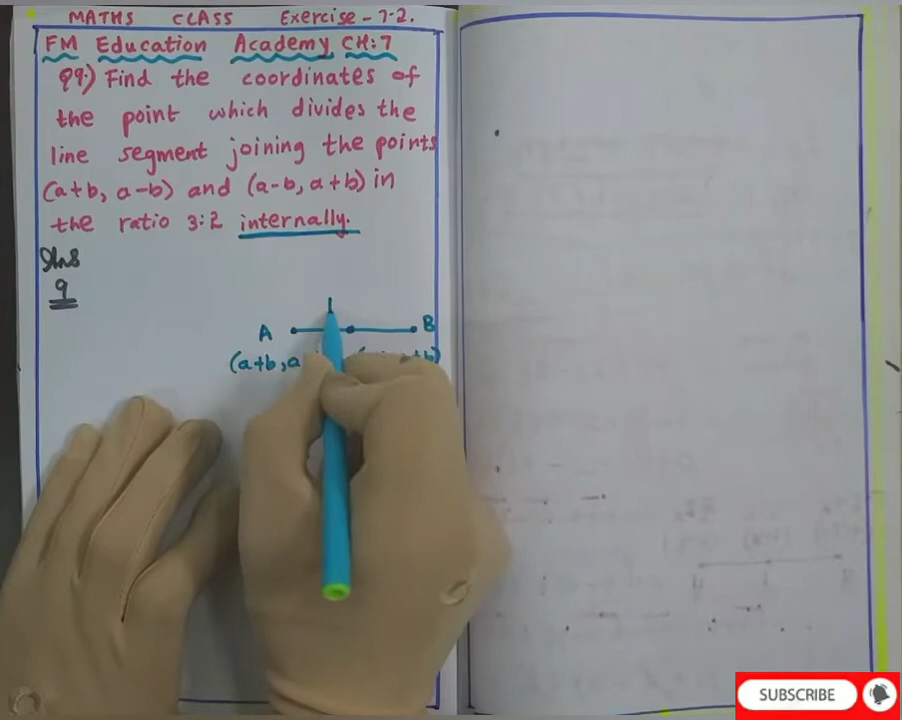 MATHS CLASS Exercise-7.2.
FM Education Academy CH:7
Q9.) Find the coordinates of
the point which divides the
line segment joining the points
(a+b, a-b) and (a-b, a+b) in
the ratio 3:2 internally.
Ans
9
A B
(a+b, a +b)
SUBSCRIBE